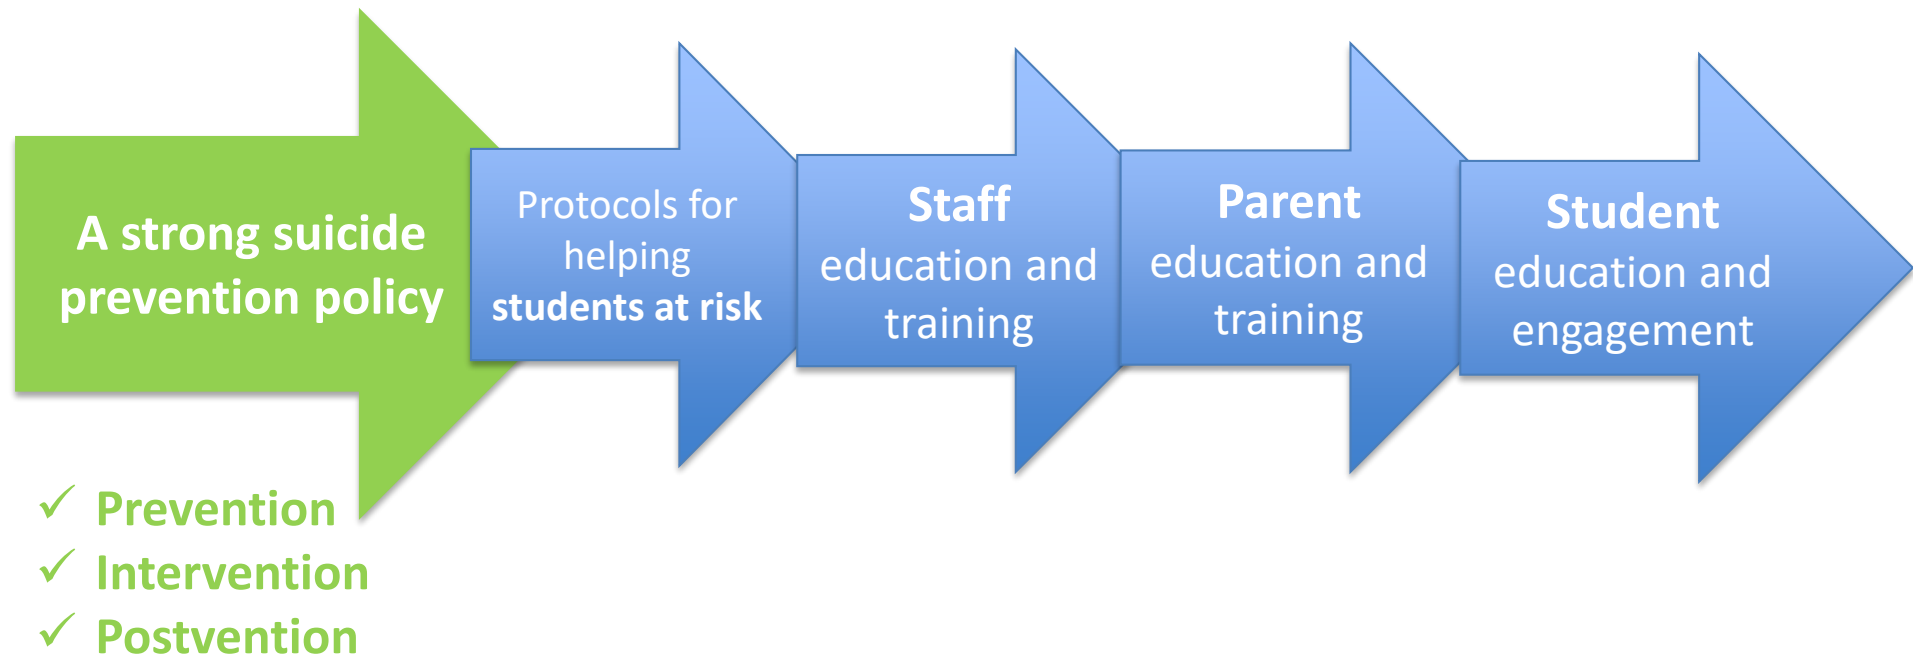 A strong suicide
prevention policy
Protocols for
helping
students at risk
Staff
education and
training
Parent
education and
training
Student
education and
engagement
✓ Prevention
✓ Intervention
✓ Postvention